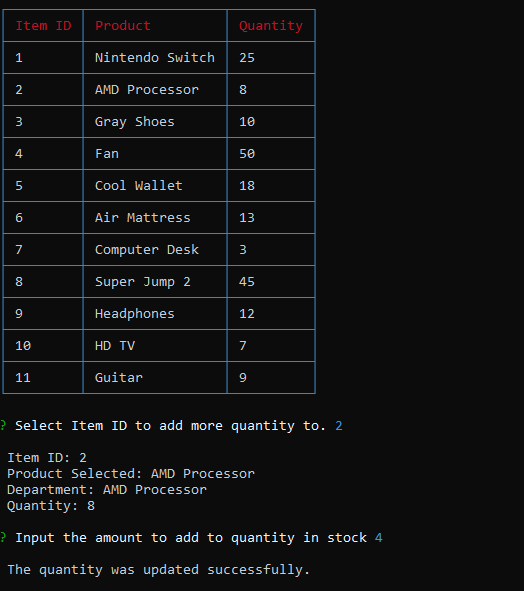 Item ID Product Quantity
1 Nintendo Switch 25
2 AMD Processor 8
3 Gray Shoes 10
4 Fan 50
5 Cool Wallet 18
6 Air Mattress 13
7 Computer Desk 3
8 Super Jump 2 45
9 Headphones 12
10 HD TV 7
11 Guitar 9
? Select Item ID to add more quantity to. 2
Item ID: 2
Product Selected: AMD Processor
Department: AMD Processor
Quantity: 8
? Input the amount to add to quantity in stock 4
The quantity was updated successfully.